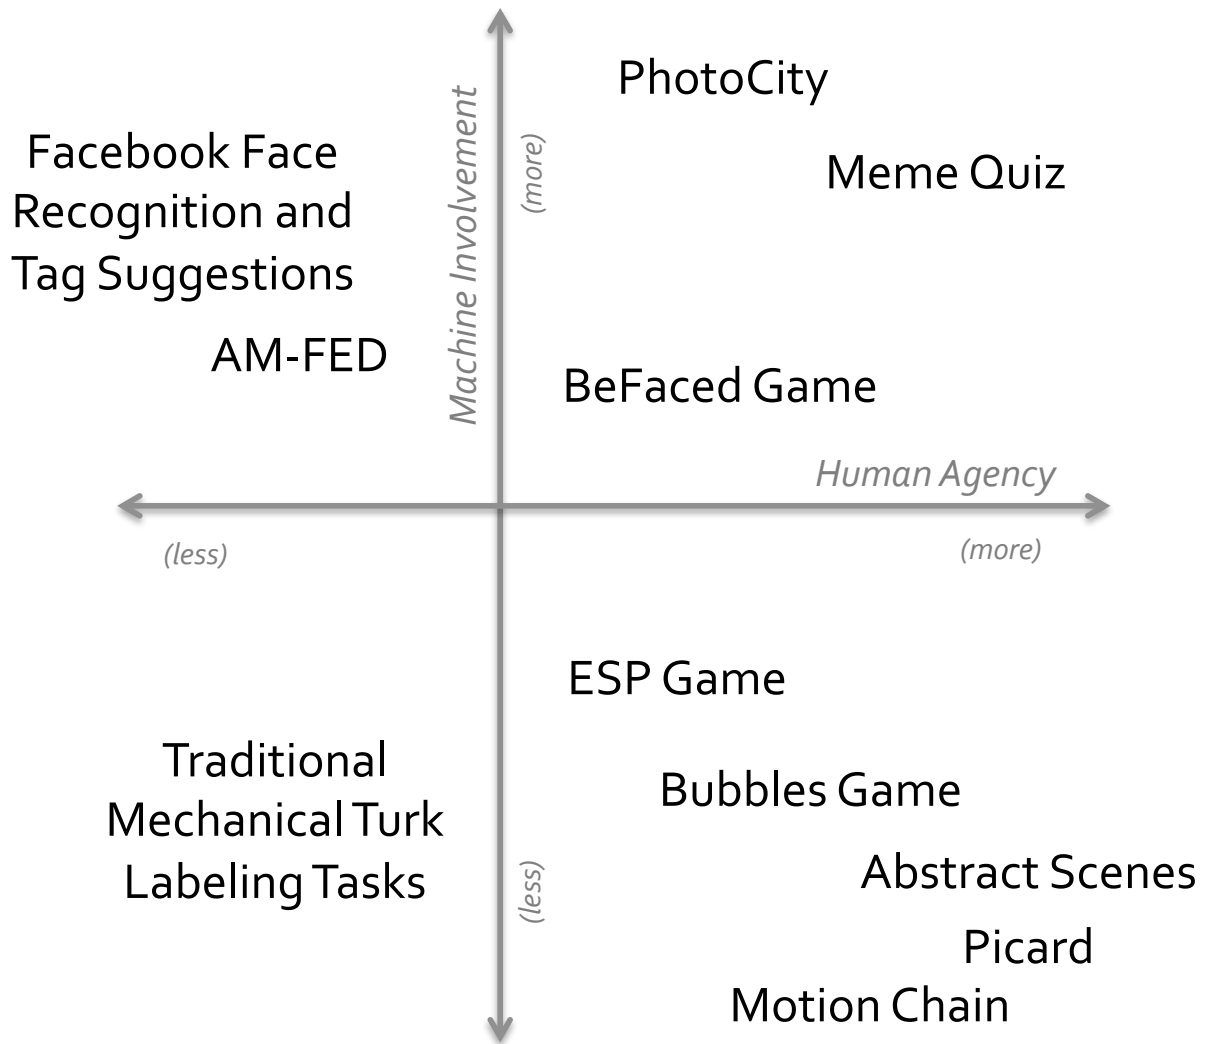 PhotoCity
Facebook Face
Recognition and
Tag Suggestions
Machine Involvement
(more)
Meme Quiz
AM-FED
BeFaced Game
Human Agency
(less)
(more)
ESP Game
Traditional
Mechanical Turk
Labeling Tasks
Bubbles Game
(less)
Abstract Scenes
Picard
Motion Chain